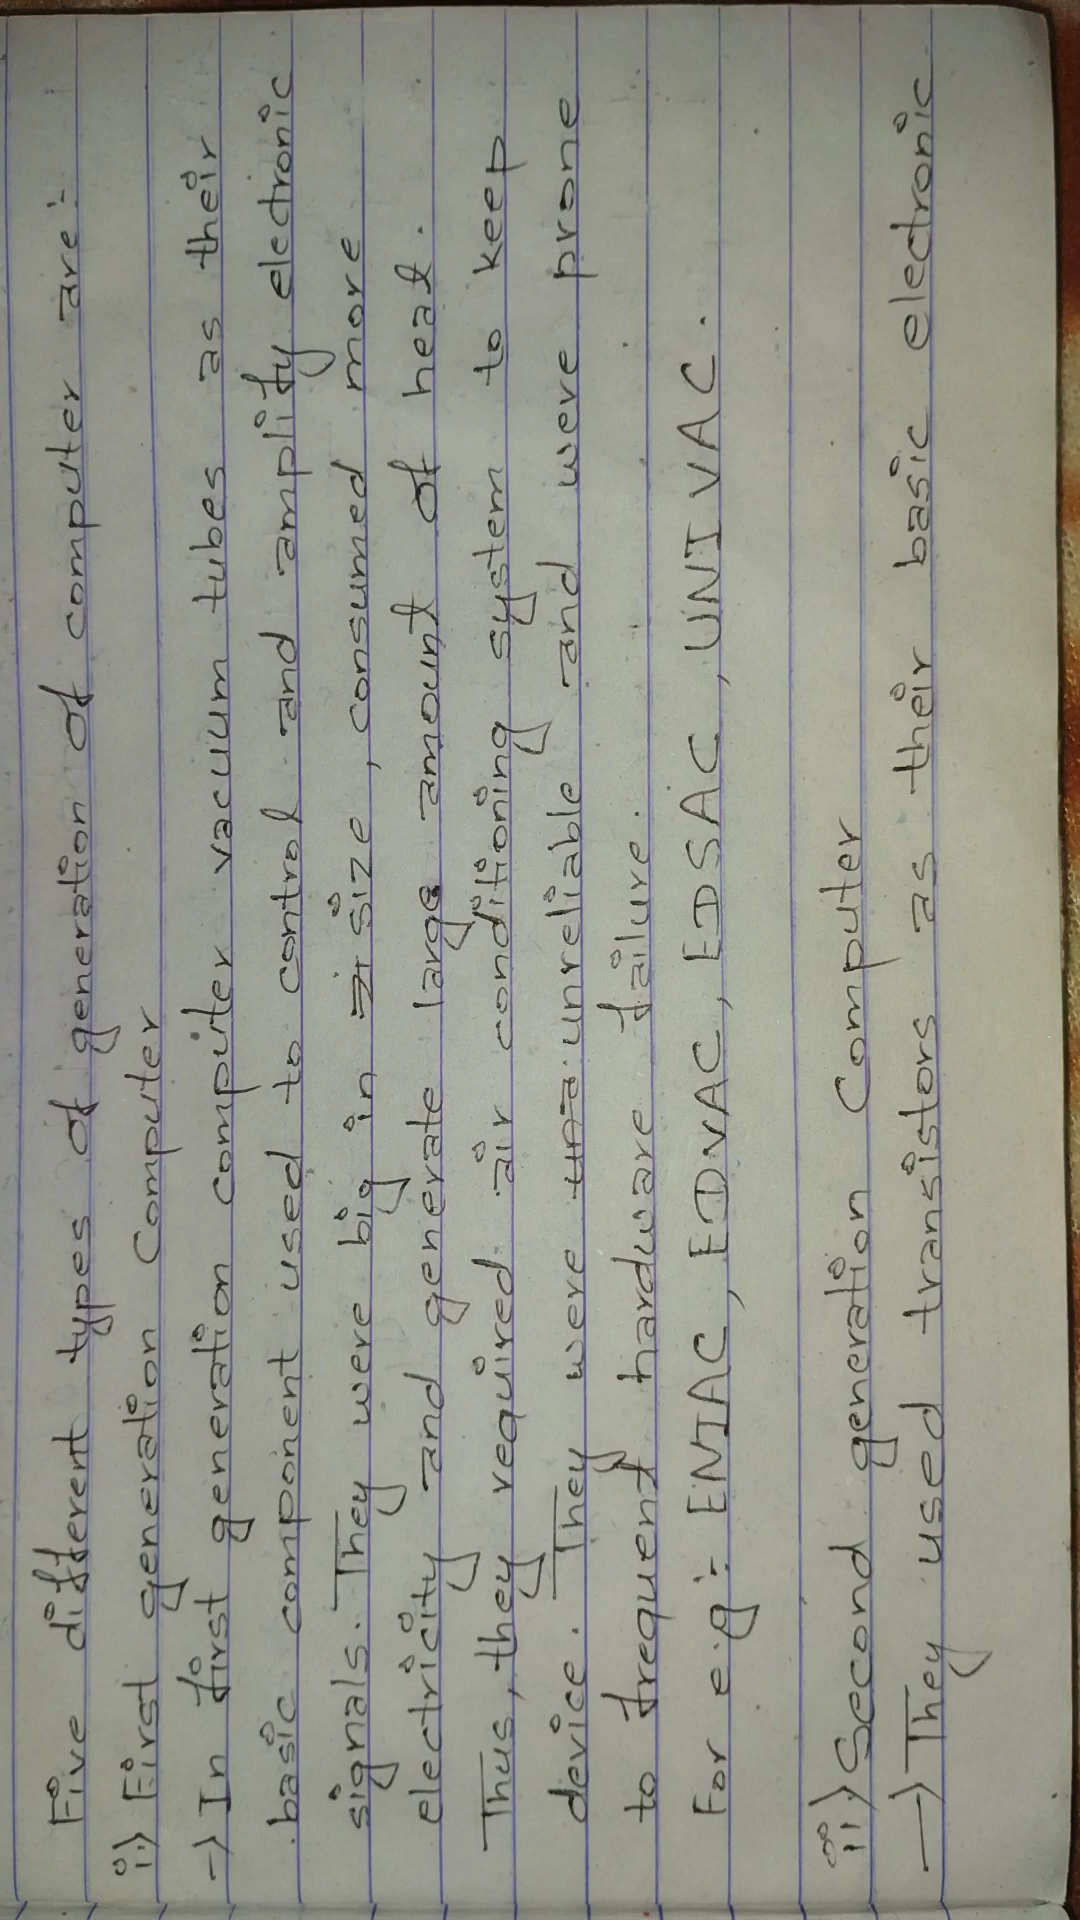 Five different types of generation of computer are:-
i) First generation Computer
→ In first generation computer vacuum tubes as their
basic component used to control and amplify electronic
signals. They were big in size, consumed more
electricity and generate large amount of heat.
Thus, they required air conditioning system to keep
device. They were unreliable and were prone
to frequent hardware failure.
For e.g:- ENIAC, EDVAC, EDSAC, UNIVAC.
ii) Second generation Computer
→ They used transistors as their basic electronic